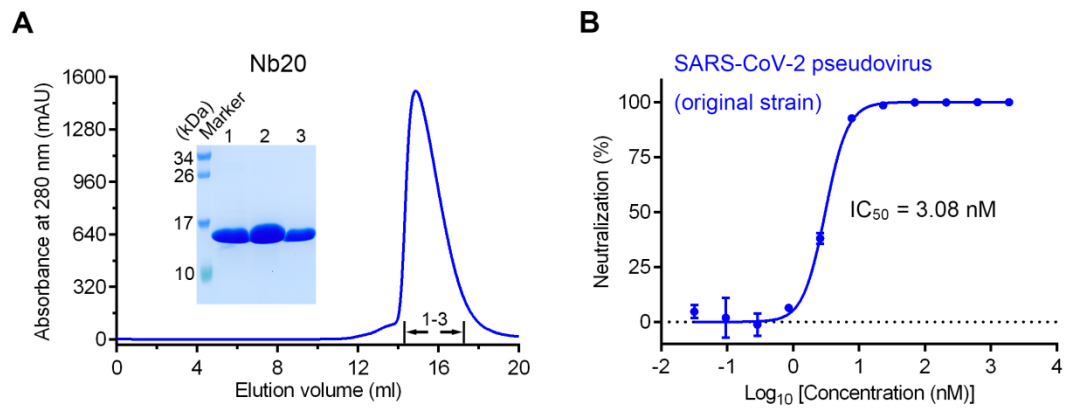 A
Nb20
(kDa)
Marker
1 2 3
34
26
17
10
1600
1280
960
640
320
0
0 4 8 12 16 20
1-3
Absorbance at 280 nm (mAU)
Elution volume (ml)
B
SARS-CoV-2 pseudovirus
(original strain)
100
75
50
25
0
-2 -1 0 1 2 3 4
IC50 = 3.08 nM
Neutralization (%)
Log10 [Concentration (nM)]